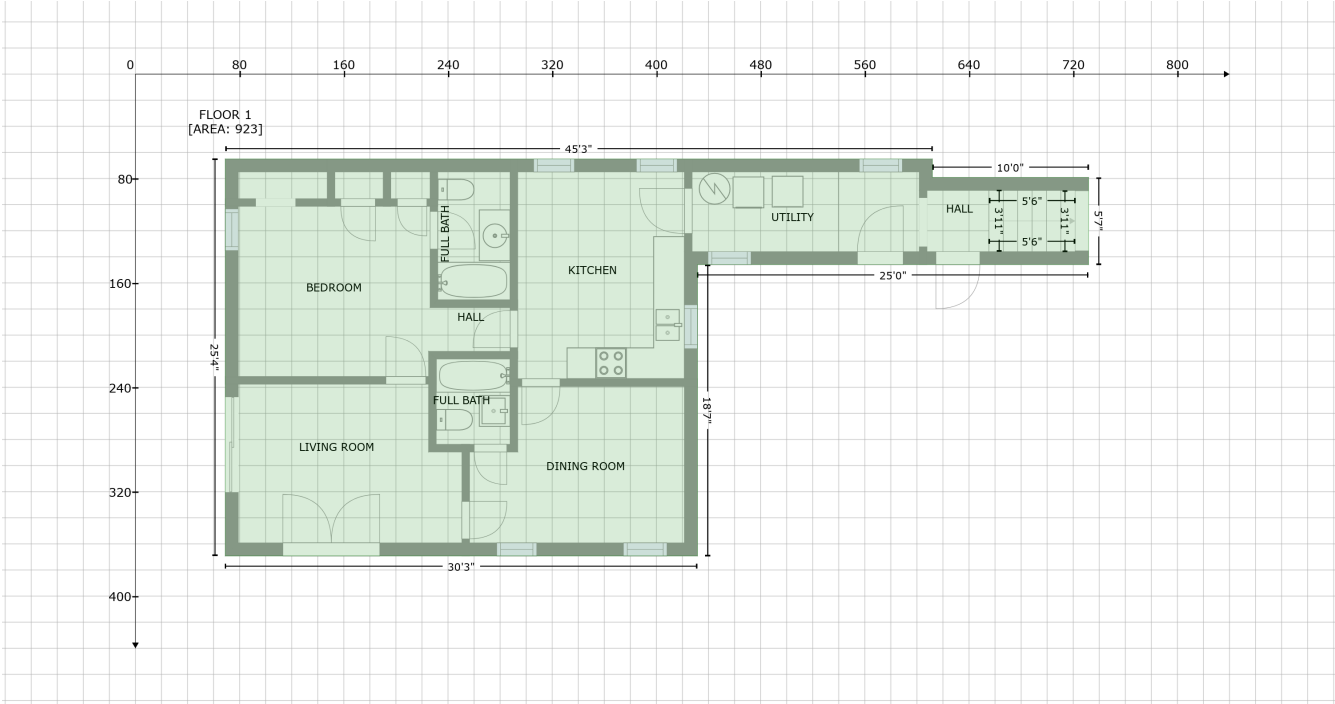 0 80 160 240 320 400 480 560 640 720 800
FLOOR 1
[AREA: 923]
45'3"
10'0"
80
5'6"
HALL
3'11"
3'11"
5'7"
UTILITY
FULL BATH
5'6"
KITCHEN
25'0"
160
BEDROOM
HALL
25'4"
240
FULL BATH
18'7"
LIVING ROOM
DINING ROOM
320
30'3"
400